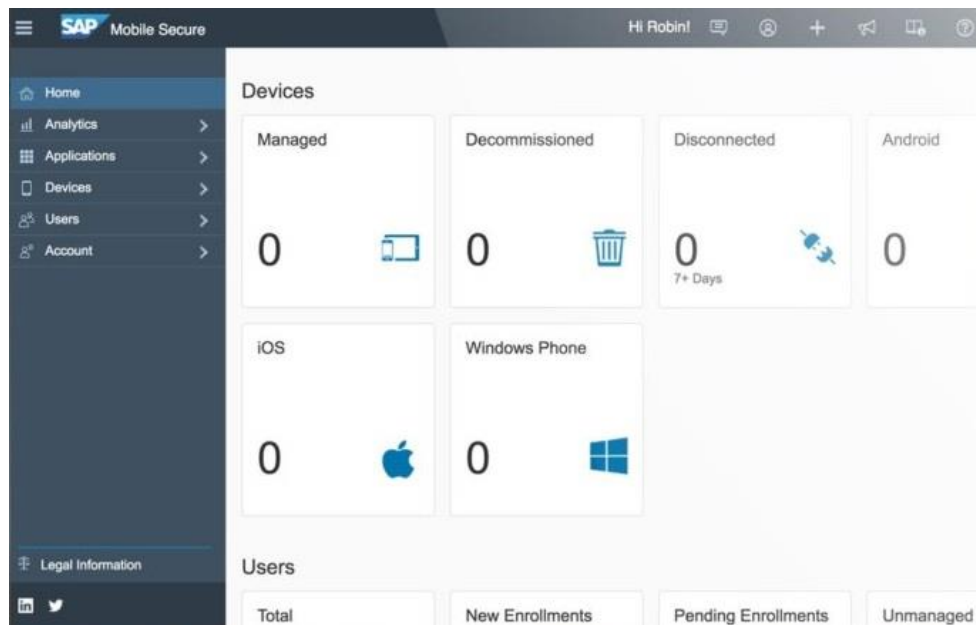 SAP Mobile Secure
Hi Robin!
Home
Analytics
Applications
Devices
Users
Account
Legal Information
in
Devices
Managed
0
Decommissioned
0
Disconnected
0
7+ Days
Android
0
iOS
0
Windows Phone
0
Users
Total
New Enrollments
Pending Enrollments
Unmanaged